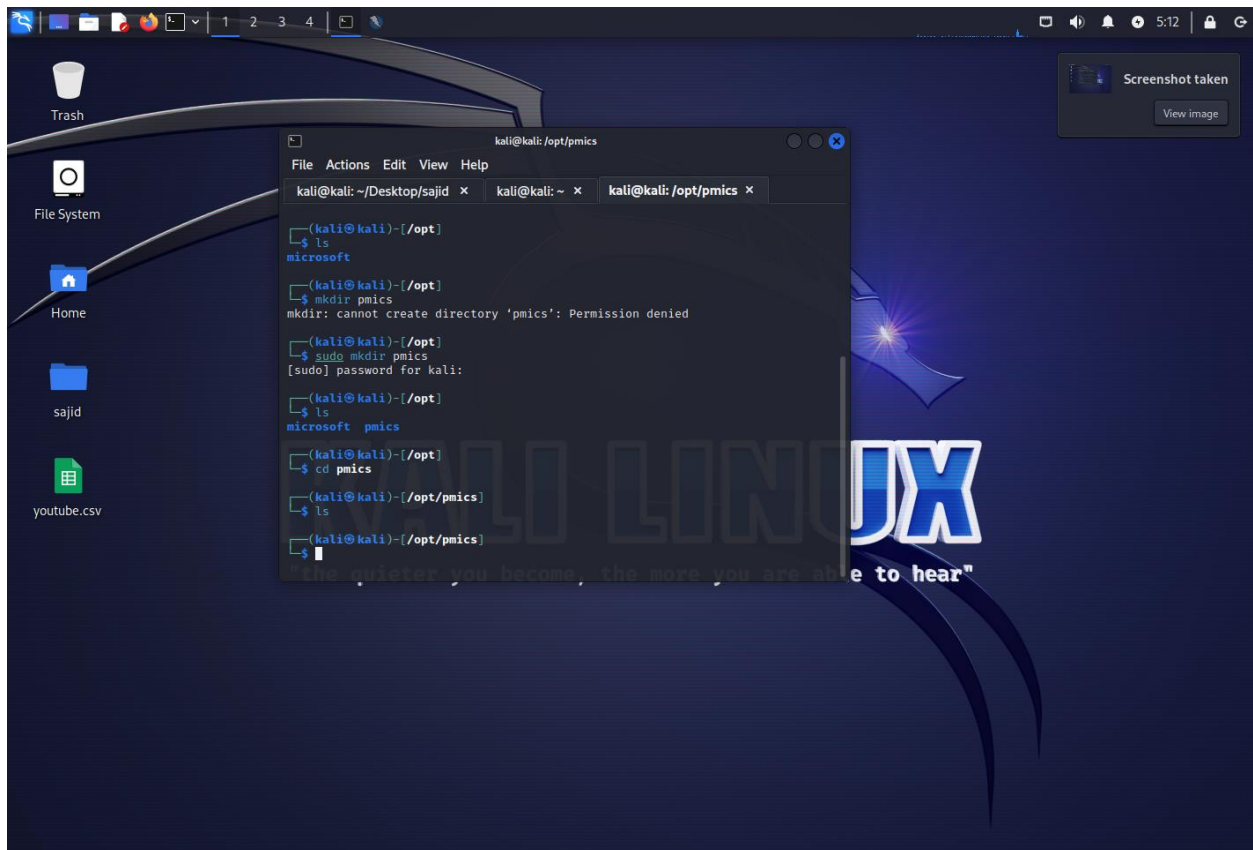 1 2 3 4
5:12
Screenshot taken
View image
Trash
File System
Home
sajid
youtube.csv
kali@kali: /opt/pmics
File Actions Edit View Help
kali@kali: ~/Desktop/sajid × kali@kali: ~ × kali@kali: /opt/pmics ×
┌──(kali㉿kali)-[/opt]
└─$ ls
microsoft
┌──(kali㉿kali)-[/opt]
└─$ mkdir pmics
mkdir: cannot create directory ‘pmics’: Permission denied
┌──(kali㉿kali)-[/opt]
└─$ sudo mkdir pmics
[sudo] password for kali:
┌──(kali㉿kali)-[/opt]
└─$ ls
microsoft pmics
┌──(kali㉿kali)-[/opt]
└─$ cd pmics
┌──(kali㉿kali)-[/opt/pmics]
└─$ ls
┌──(kali㉿kali)-[/opt/pmics]
└─$
KALI LINUX
"the quieter you become, the more you are able to hear"